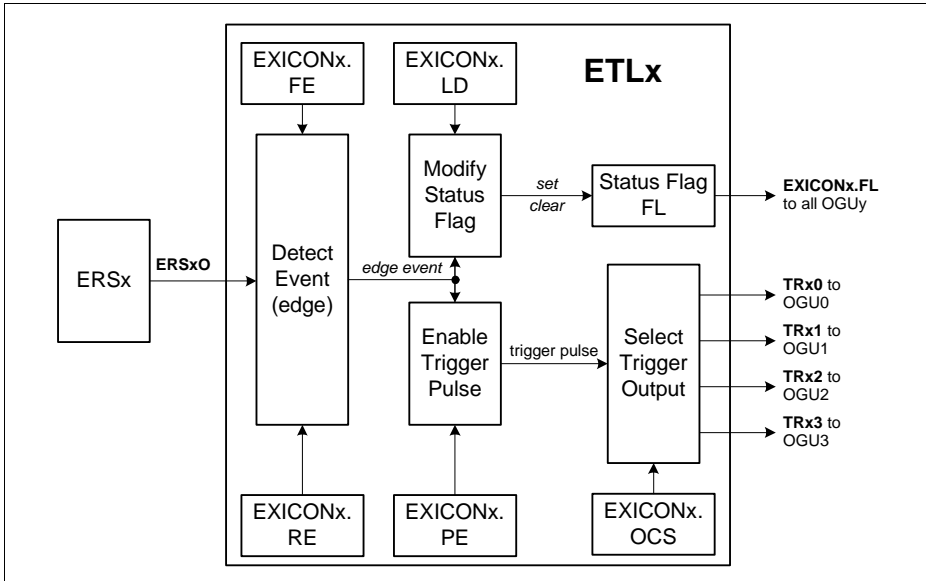 EXICONx.
FE
EXICONx.
LD
ETLx
Modify
Status
Flag
set
clear
Status Flag
FL
EXICONx.FL
to all OGUy
ERSx
ERSxO
Detect
Event
(edge)
edge event
Enable
Trigger
Pulse
trigger pulse
Select
Trigger
Output
TRx0 to
OGU0
TRx1 to
OGU1
TRx2 to
OGU2
TRx3 to
OGU3
EXICONx.
RE
EXICONx.
PE
EXICONx.
OCS